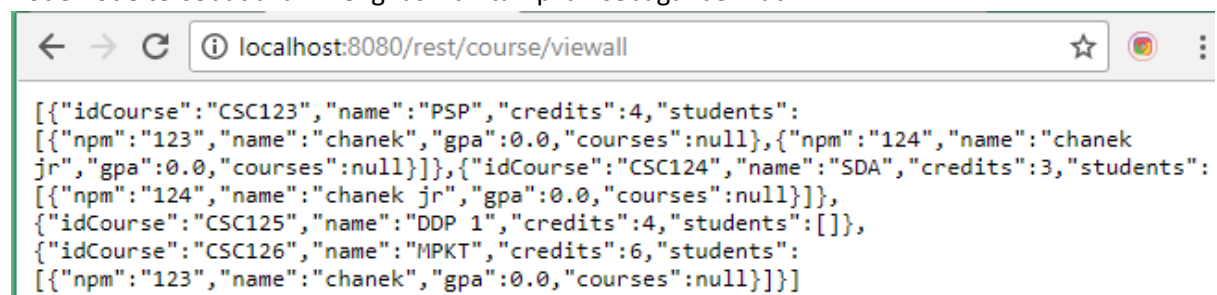 localhost:8080/rest/course/viewall
[{"idCourse":"CSC123","name":"PSP","credits":4,"students":
[{"npm":"123","name":"chanek","gpa":0.0,"courses":null},{"npm":"124","name":"chanek
jr","gpa":0.0,"courses":null}]},{"idCourse":"CSC124","name":"SDA","credits":3,"students":
[{"npm":"124","name":"chanek jr","gpa":0.0,"courses":null}]},
{"idCourse":"CSC125","name":"DDP 1","credits":4,"students":[]},
{"idCourse":"CSC126","name":"MPKT","credits":6,"students":
[{"npm":"123","name":"chanek","gpa":0.0,"courses":null}]}]